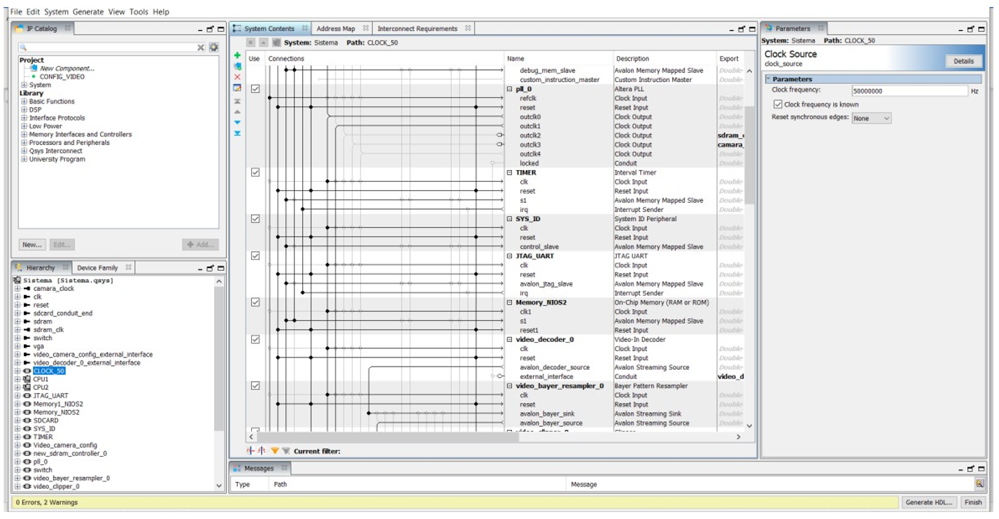 File Edit System Generate View Tools Help
IP Catalog
Project
New Component...
CONFIG_VIDEO
System
Library
Basic Functions
DSP
Interface Protocols
Low Power
Memory Interfaces and Controllers
Processors and Peripherals
Qsys Interconnect
University Program
New... Edit... Add...
Hierarchy Device Family
Sistema [Sistema.qsys]
camara_clock
clk
reset
sdcard_conduit_end
sdram
sdram_clk
switch
vga
video_camera_config_external_interface
video_decoder_0_external_interface
CLOCK_50
CPU1
CPU2
JTAG_UART
Memory1_NIOS2
Memory_NIOS2
SDCARD
SYS_ID
TIMER
Video_camera_config
new_sdram_controller_0
pll_0
switch
video_bayer_resampler_0
video_clipper_0
System Contents Address Map Interconnect Requirements
System: Sistema Path: CLOCK_50
Use Connections Name Description Export
debug_mem_slave Avalon Memory Mapped Slave Double-
custom_instruction_master Custom Instruction Master Double-
pll_0 Altera PLL
refclk Clock Input Double-
reset Reset Input Double-
outclk0 Clock Output Double-
outclk1 Clock Output Double-
outclk2 Clock Output sdram_c
outclk3 Clock Output camara_
outclk4 Clock Output Double-
locked Conduit Double-
TIMER Interval Timer
clk Clock Input Double-
reset Reset Input Double-
s1 Avalon Memory Mapped Slave Double-
irq Interrupt Sender Double-
SYS_ID System ID Peripheral
clk Clock Input Double-
reset Reset Input Double-
control_slave Avalon Memory Mapped Slave Double-
JTAG_UART JTAG UART
clk Clock Input Double-
reset Reset Input Double-
avalon_jtag_slave Avalon Memory Mapped Slave Double-
irq Interrupt Sender Double-
Memory_NIOS2 On-Chip Memory (RAM or ROM)
clk1 Clock Input Double-
s1 Avalon Memory Mapped Slave Double-
reset1 Reset Input Double-
video_decoder_0 Video-In Decoder
clk Clock Input Double-
reset Reset Input Double-
avalon_decoder_source Avalon Streaming Source Double-
external_interface Conduit video_d
video_bayer_resampler_0 Bayer Pattern Resampler
clk Clock Input Double-
reset Reset Input Double-
avalon_bayer_sink Avalon Streaming Sink Double-
avalon_bayer_source Avalon Streaming Source Double-
Current filter:
Messages
Type Path Message
Parameters
System: Sistema Path: CLOCK_50
Clock Source
clock_source
Details
Parameters
Clock frequency: 50000000 Hz
Clock frequency is known
Reset synchronous edges: None
0 Errors, 2 Warnings
Generate HDL... Finish